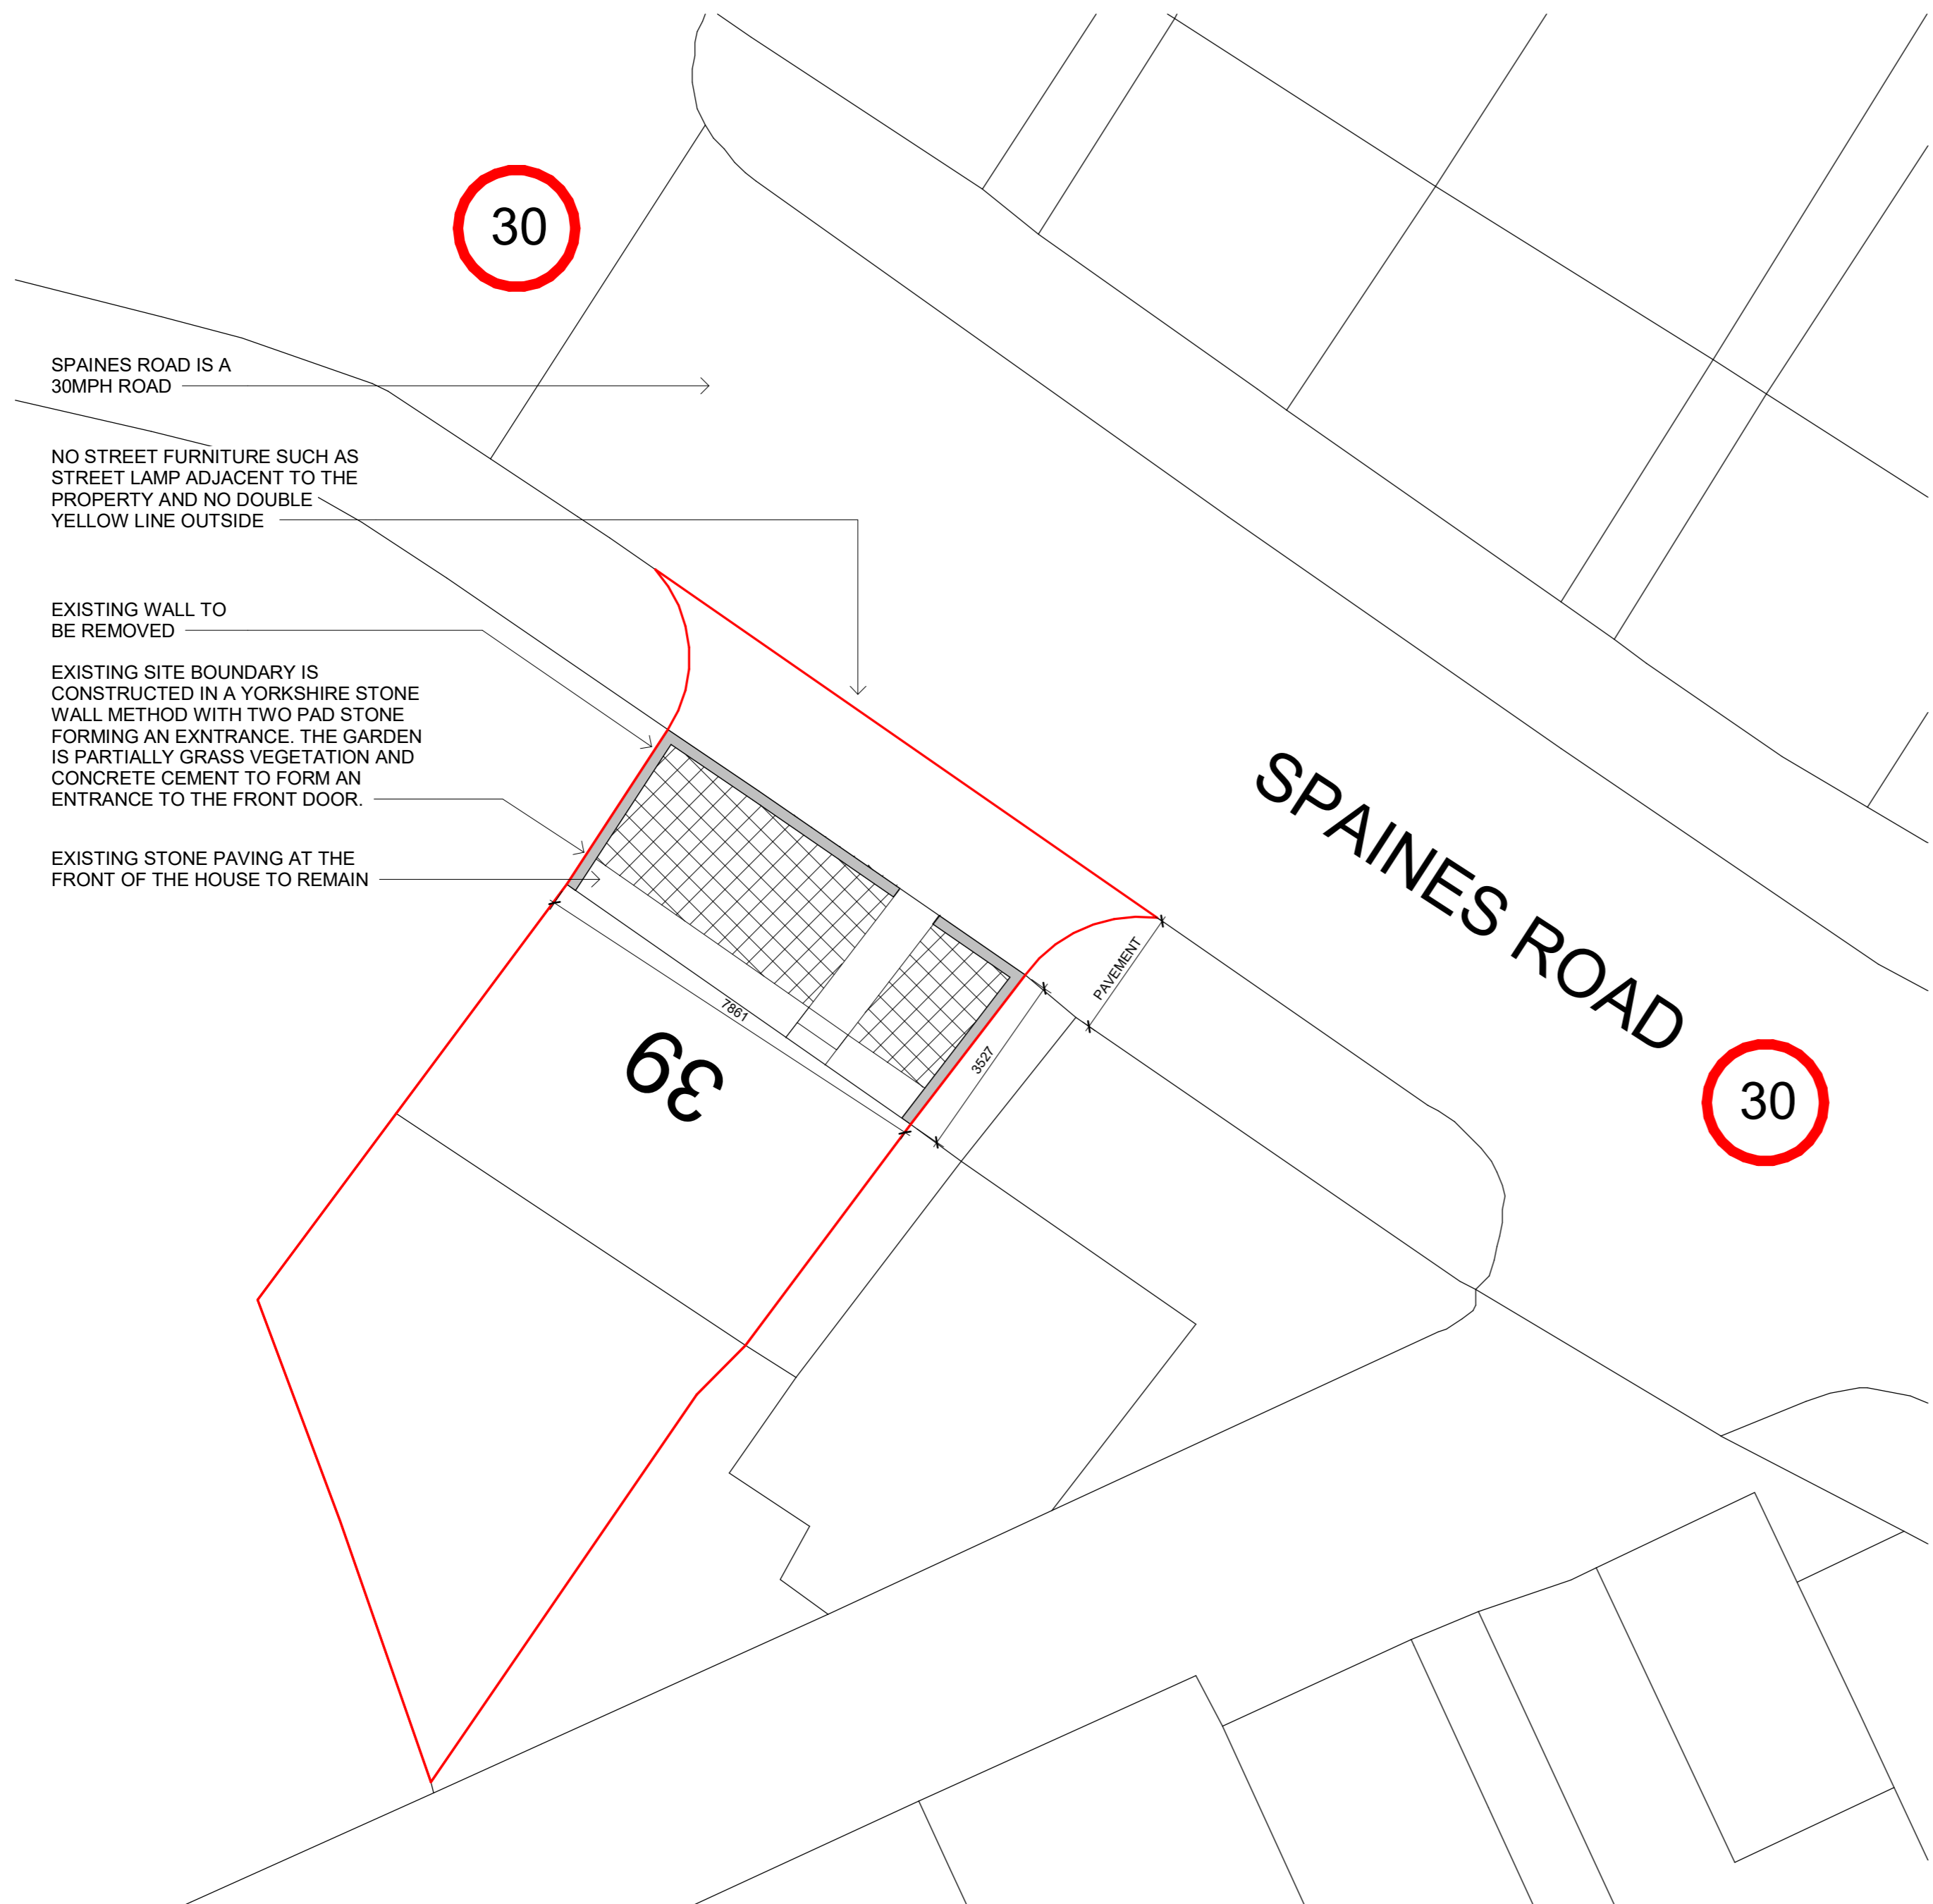 30
SPAINES ROAD IS A
30MPH ROAD
NO STREET FURNITURE SUCH AS
STREET LAMP ADJACENT TO THE
PROPERTY AND NO DOUBLE
YELLOW LINE OUTSIDE
EXISTING WALL TO
BE REMOVED
EXISTING SITE BOUNDARY IS
CONSTRUCTED IN A YORKSHIRE STONE
WALL METHOD WITH TWO PAD STONE
FORMING AN EXNTRANCE. THE GARDEN
IS PARTIALLY GRASS VEGETATION AND
CONCRETE CEMENT TO FORM AN
ENTRANCE TO THE FRONT DOOR.
EXISTING STONE PAVING AT THE
FRONT OF THE HOUSE TO REMAIN
SPAINES ROAD
PAVEMENT
7861
3527
39
30